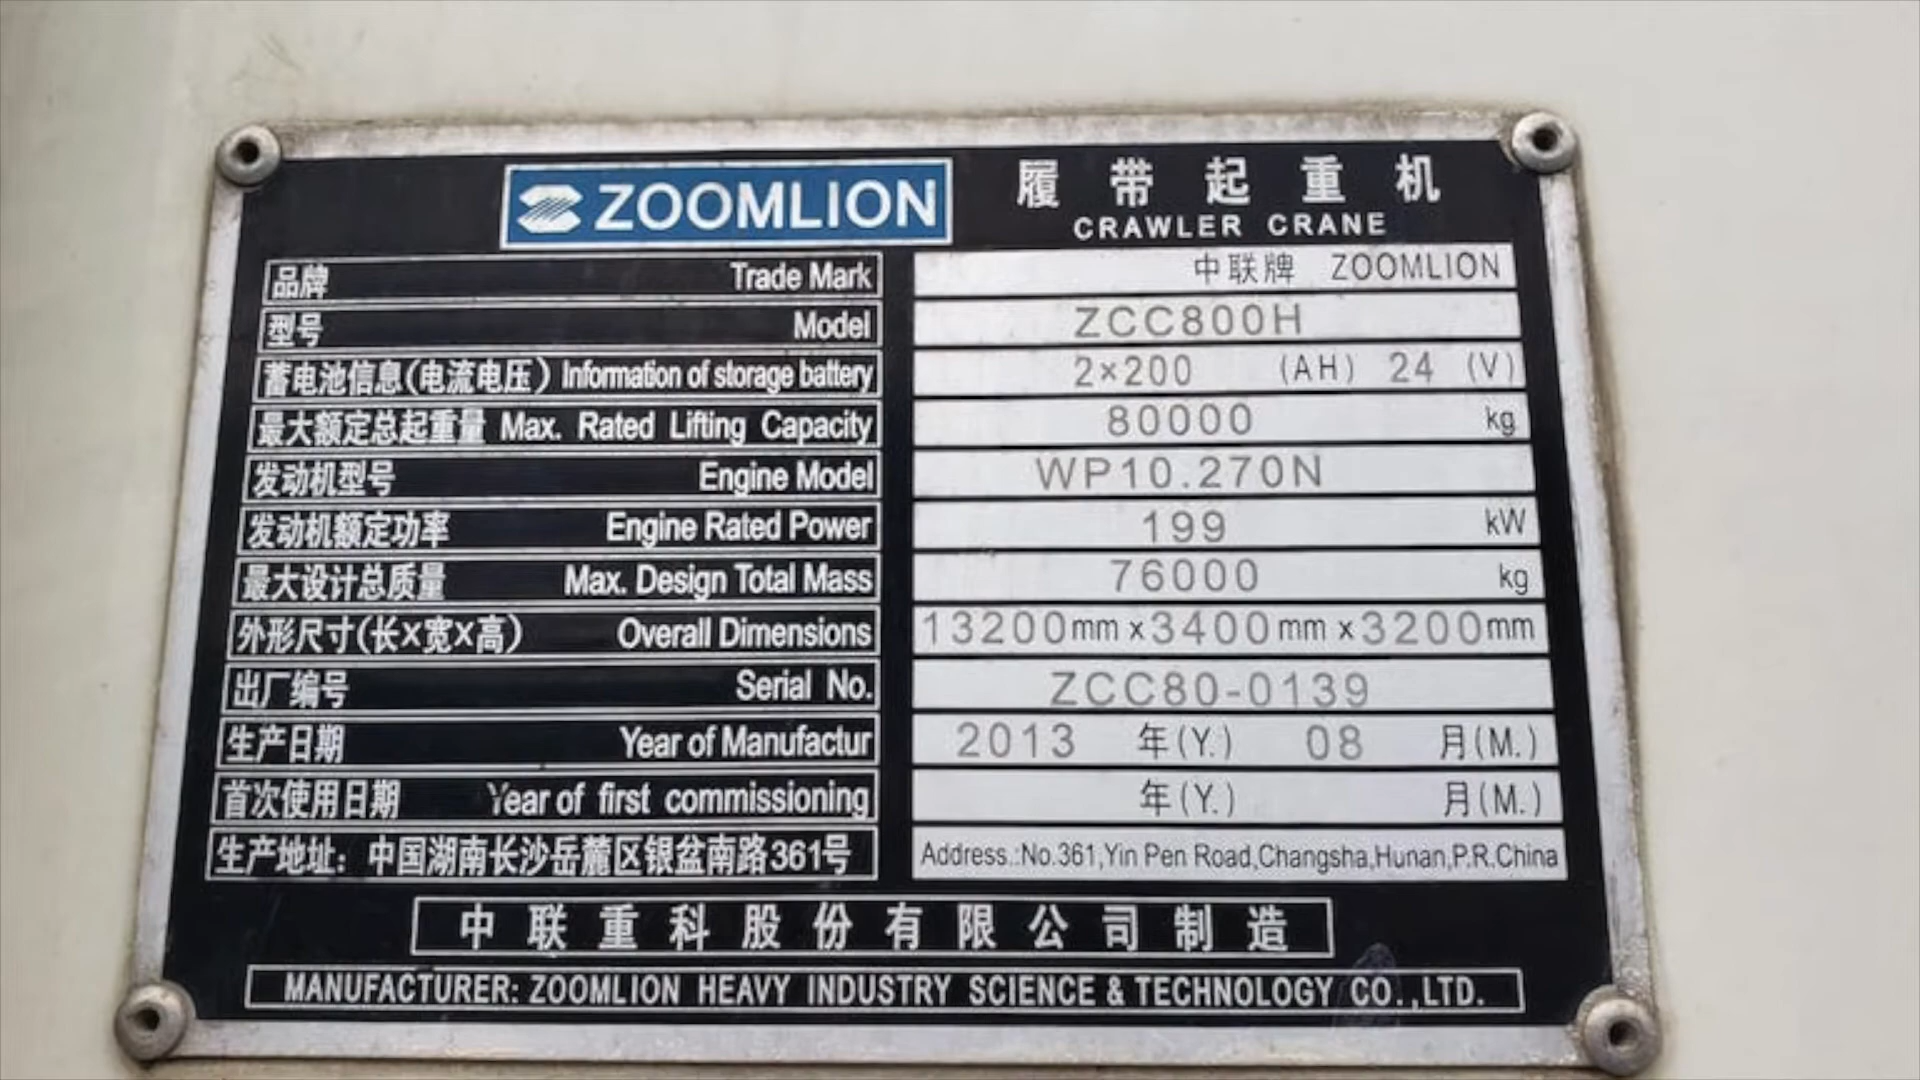 ZOOMLION 履带起重机
CRAWLER CRANE
品牌 Trade Mark 中联牌 ZOOMLION
型号 Model ZCC800H
蓄电池信息(电流电压) Information of storage battery 2×200 (AH) 24 (V)
最大额定总起重量 Max. Rated Lifting Capacity 80000 kg
发动机型号 Engine Model WP10.270N
发动机额定功率 Engine Rated Power 199 kW
最大设计总质量 Max. Design Total Mass 76000 kg
外形尺寸(长×宽×高) Overall Dimensions 13200mm x 3400mm x 3200mm
出厂编号 Serial No. ZCC80-0139
生产日期 Year of Manufactur 2013 年(Y.) 08 月(M.)
首次使用日期 Year of first commissioning 年(Y.) 月(M.)
生产地址：中国湖南长沙岳麓区银盆南路361号 Address.:No.361,Yin Pen Road,Changsha,Hunan,P.R.China
中联重科股份有限公司制造
MANUFACTURER: ZOOMLION HEAVY INDUSTRY SCIENCE & TECHNOLOGY CO.,LTD.